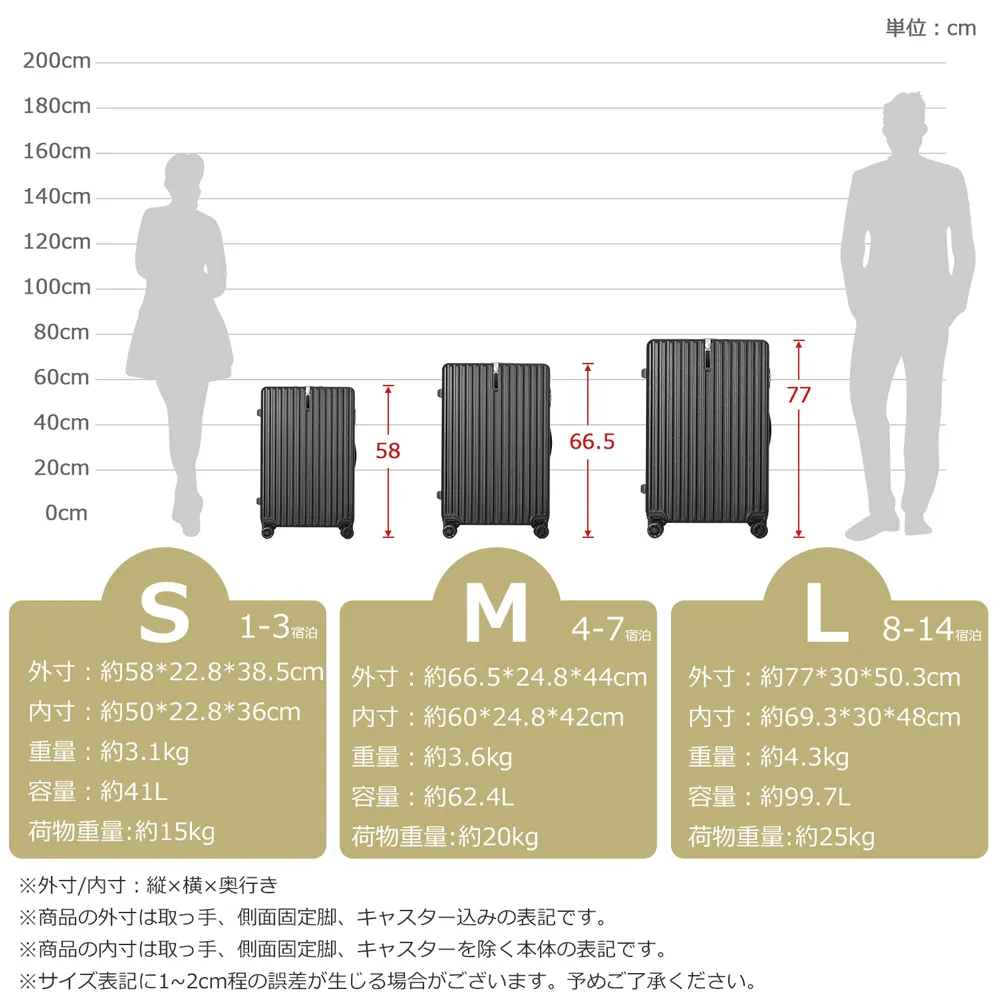 単位：cm
200cm
180cm
160cm
140cm
120cm
100cm
80cm
60cm
40cm
20cm
0cm
58
66.5
77
S 1-3宿泊
外寸：約58*22.8*38.5cm
内寸：約50*22.8*36cm
重量：約3.1kg
容量：約41L
荷物重量:約15kg
M 4-7宿泊
外寸：約66.5*24.8*44cm
内寸：約60*24.8*42cm
重量：約3.6kg
容量：約62.4L
荷物重量:約20kg
L 8-14宿泊
外寸：約77*30*50.3cm
内寸：約69.3*30*48cm
重量：約4.3kg
容量：約99.7L
荷物重量:約25kg
※外寸/内寸：縦×横×奥行き
※商品の外寸は取っ手、側面固定脚、キャスター込みの表記です。
※商品の内寸は取っ手、側面固定脚、キャスターを除く本体の表記です。
※サイズ表記に1~2cm程の誤差が生じる場合がございます。予めご了承ください。